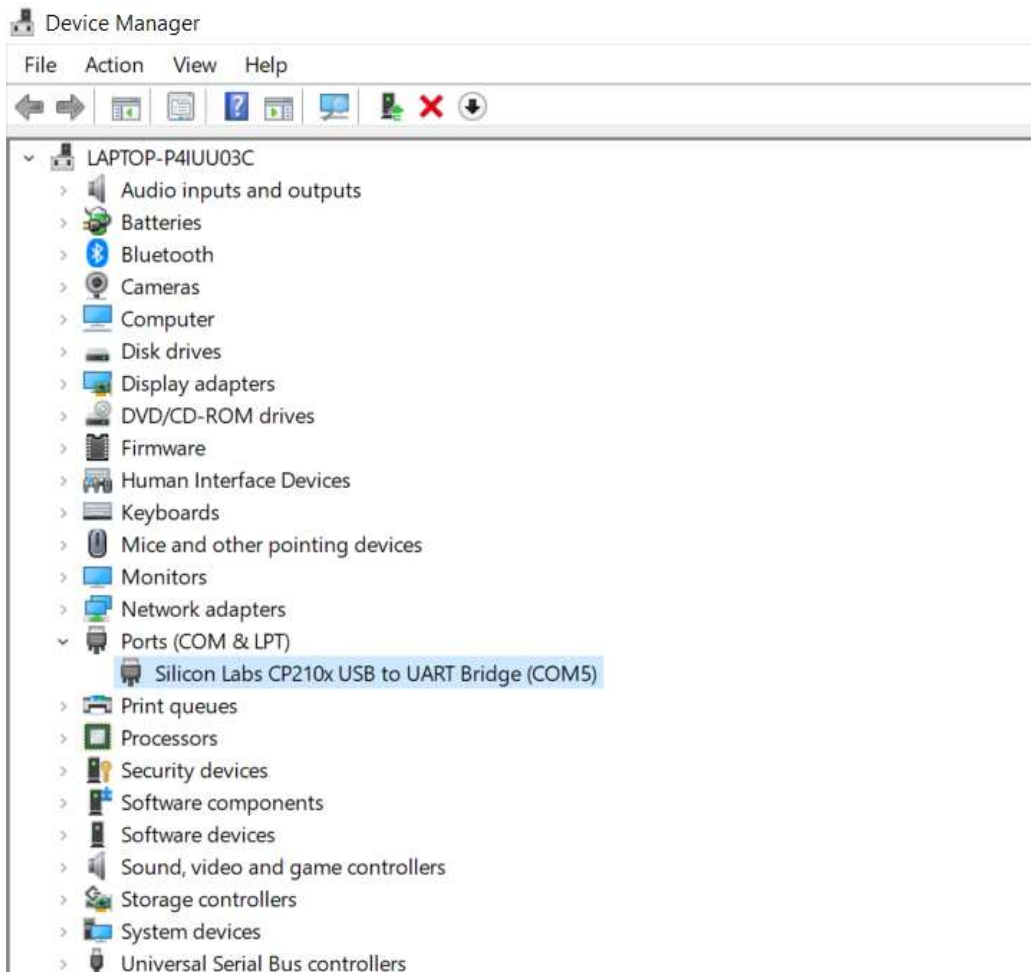 Device Manager
File Action View Help
LAPTOP-P4IUU03C
Audio inputs and outputs
Batteries
Bluetooth
Cameras
Computer
Disk drives
Display adapters
DVD/CD-ROM drives
Firmware
Human Interface Devices
Keyboards
Mice and other pointing devices
Monitors
Network adapters
Ports (COM & LPT)
Silicon Labs CP210x USB to UART Bridge (COM5)
Print queues
Processors
Security devices
Software components
Software devices
Sound, video and game controllers
Storage controllers
System devices
Universal Serial Bus controllers